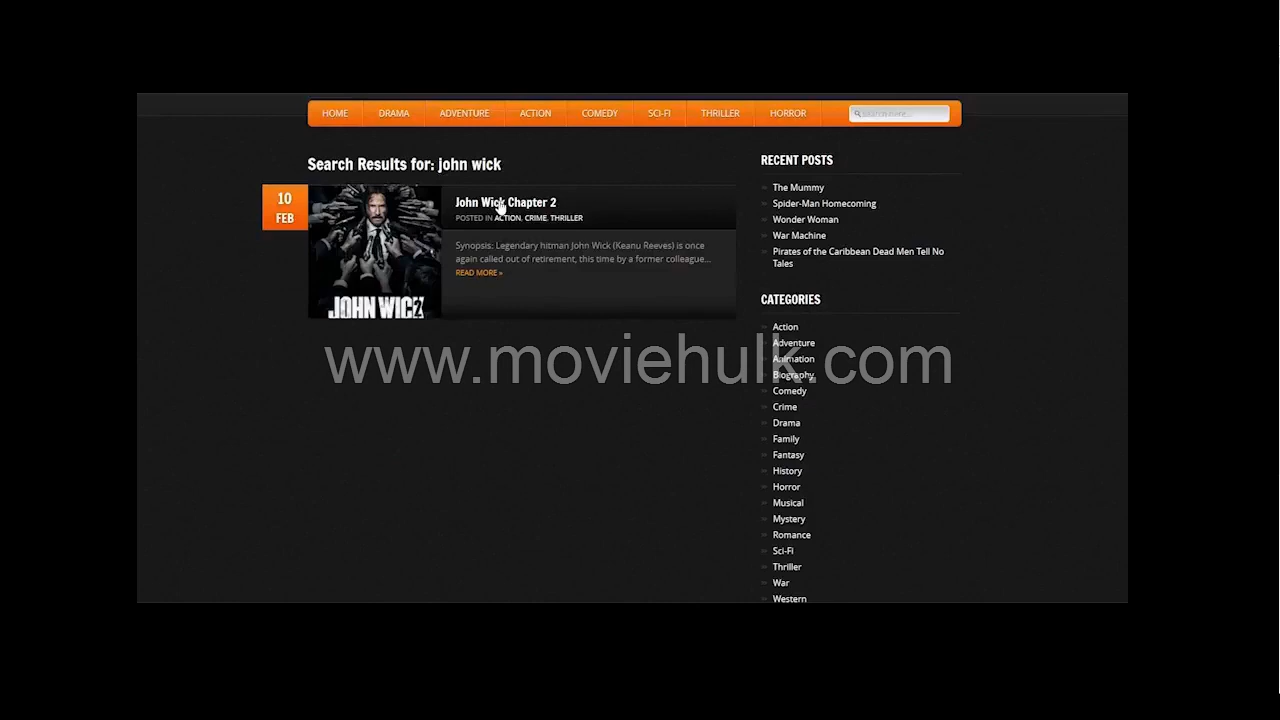 HOME DRAMA ADVENTURE ACTION COMEDY SCI-FI THRILLER HORROR search here...
Search Results for: john wick
10
FEB
JOHN WICK
John Wick Chapter 2
POSTED IN ACTION, CRIME, THRILLER
Synopsis: Legendary hitman John Wick (Keanu Reeves) is once
again called out of retirement, this time by a former colleague...
READ MORE »
RECENT POSTS
The Mummy
Spider-Man Homecoming
Wonder Woman
War Machine
Pirates of the Caribbean Dead Men Tell No
Tales
CATEGORIES
Action
Adventure
Animation
Biography
Comedy
Crime
Drama
Family
Fantasy
History
Horror
Musical
Mystery
Romance
Sci-Fi
Thriller
War
Western
www.moviehulk.com